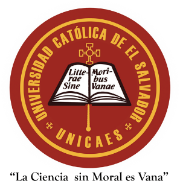 UNIVERSIDAD CATÓLICA DE EL SALVADOR
Litterae Moribus
Sine Vanae
UNICAES
“La Ciencia sin Moral es Vana”